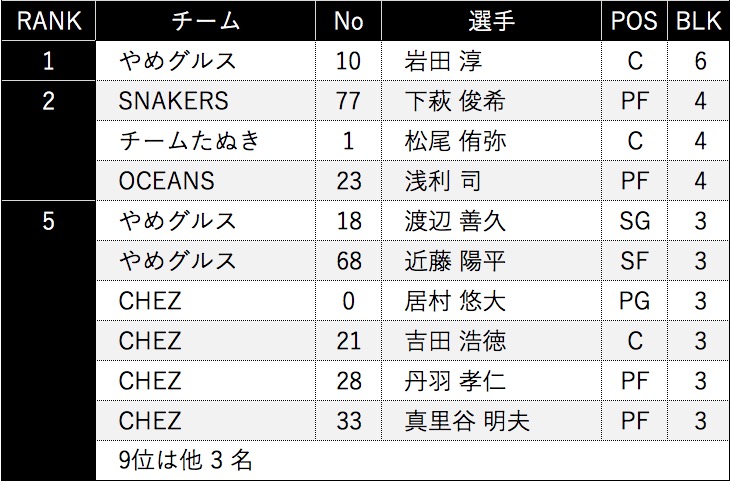 RANK チーム No 選手 POS BLK
1 やめグルス 10 岩田 淳 C 6
2 SNAKERS 77 下萩 俊希 PF 4
チームたぬき 1 松尾 侑弥 C 4
OCEANS 23 浅利 司 PF 4
5 やめグルス 18 渡辺 善久 SG 3
やめグルス 68 近藤 陽平 SF 3
CHEZ 0 居村 悠大 PG 3
CHEZ 21 吉田 浩徳 C 3
CHEZ 28 丹羽 孝仁 PF 3
CHEZ 33 真里谷 明夫 PF 3
9位は他 3 名